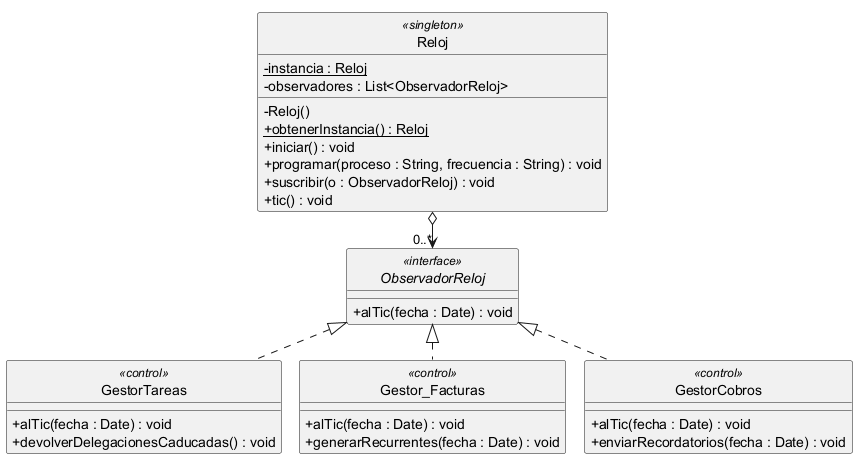 «singleton»
Reloj
-instancia : Reloj
-observadores : List<ObservadorReloj>
-Reloj()
+obtenerInstancia() : Reloj
+iniciar() : void
+programar(proceso : String, frecuencia : String) : void
+suscribir(o : ObservadorReloj) : void
+tic() : void
0..*
«interface»
ObservadorReloj
+alTic(fecha : Date) : void
«control»
GestorTareas
+alTic(fecha : Date) : void
+devolverDelegacionesCaducadas() : void
«control»
Gestor_Facturas
+alTic(fecha : Date) : void
+generarRecurrentes(fecha : Date) : void
«control»
GestorCobros
+alTic(fecha : Date) : void
+enviarRecordatorios(fecha : Date) : void